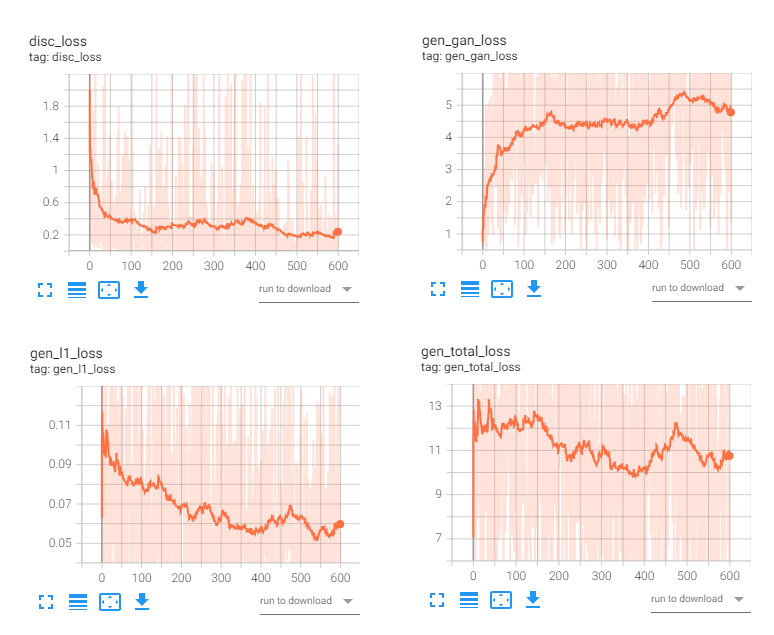 disc_loss
tag: disc_loss
1.8
1.4
1
0.6
0.2
0 100 200 300 400 500 600
run to download
gen_gan_loss
tag: gen_gan_loss
5
4
3
2
1
0 100 200 300 400 500 600
run to download
gen_l1_loss
tag: gen_l1_loss
0.11
0.09
0.07
0.05
0 100 200 300 400 500 600
run to download
gen_total_loss
tag: gen_total_loss
13
11
9
7
0 100 200 300 400 500 600
run to download